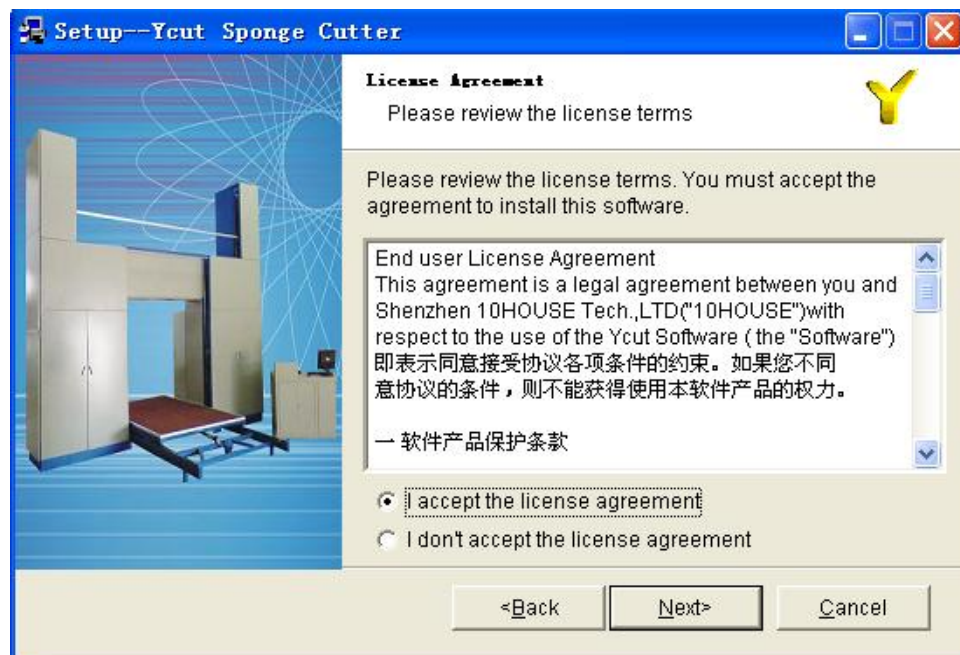 Setup--Ycut Sponge Cutter
License Agreement
Please review the license terms
Please review the license terms. You must accept the
agreement to install this software.
End user License Agreement
This agreement is a legal agreement between you and
Shenzhen 10HOUSE Tech.,LTD("10HOUSE")with
respect to the use of the Ycut Software ( the "Software")
即表示同意接受协议各项条件的约束。如果您不同
意协议的条件，则不能获得使用本软件产品的权力。
一 软件产品保护条款
I accept the license agreement
I don't accept the license agreement
<Back
Next>
Cancel